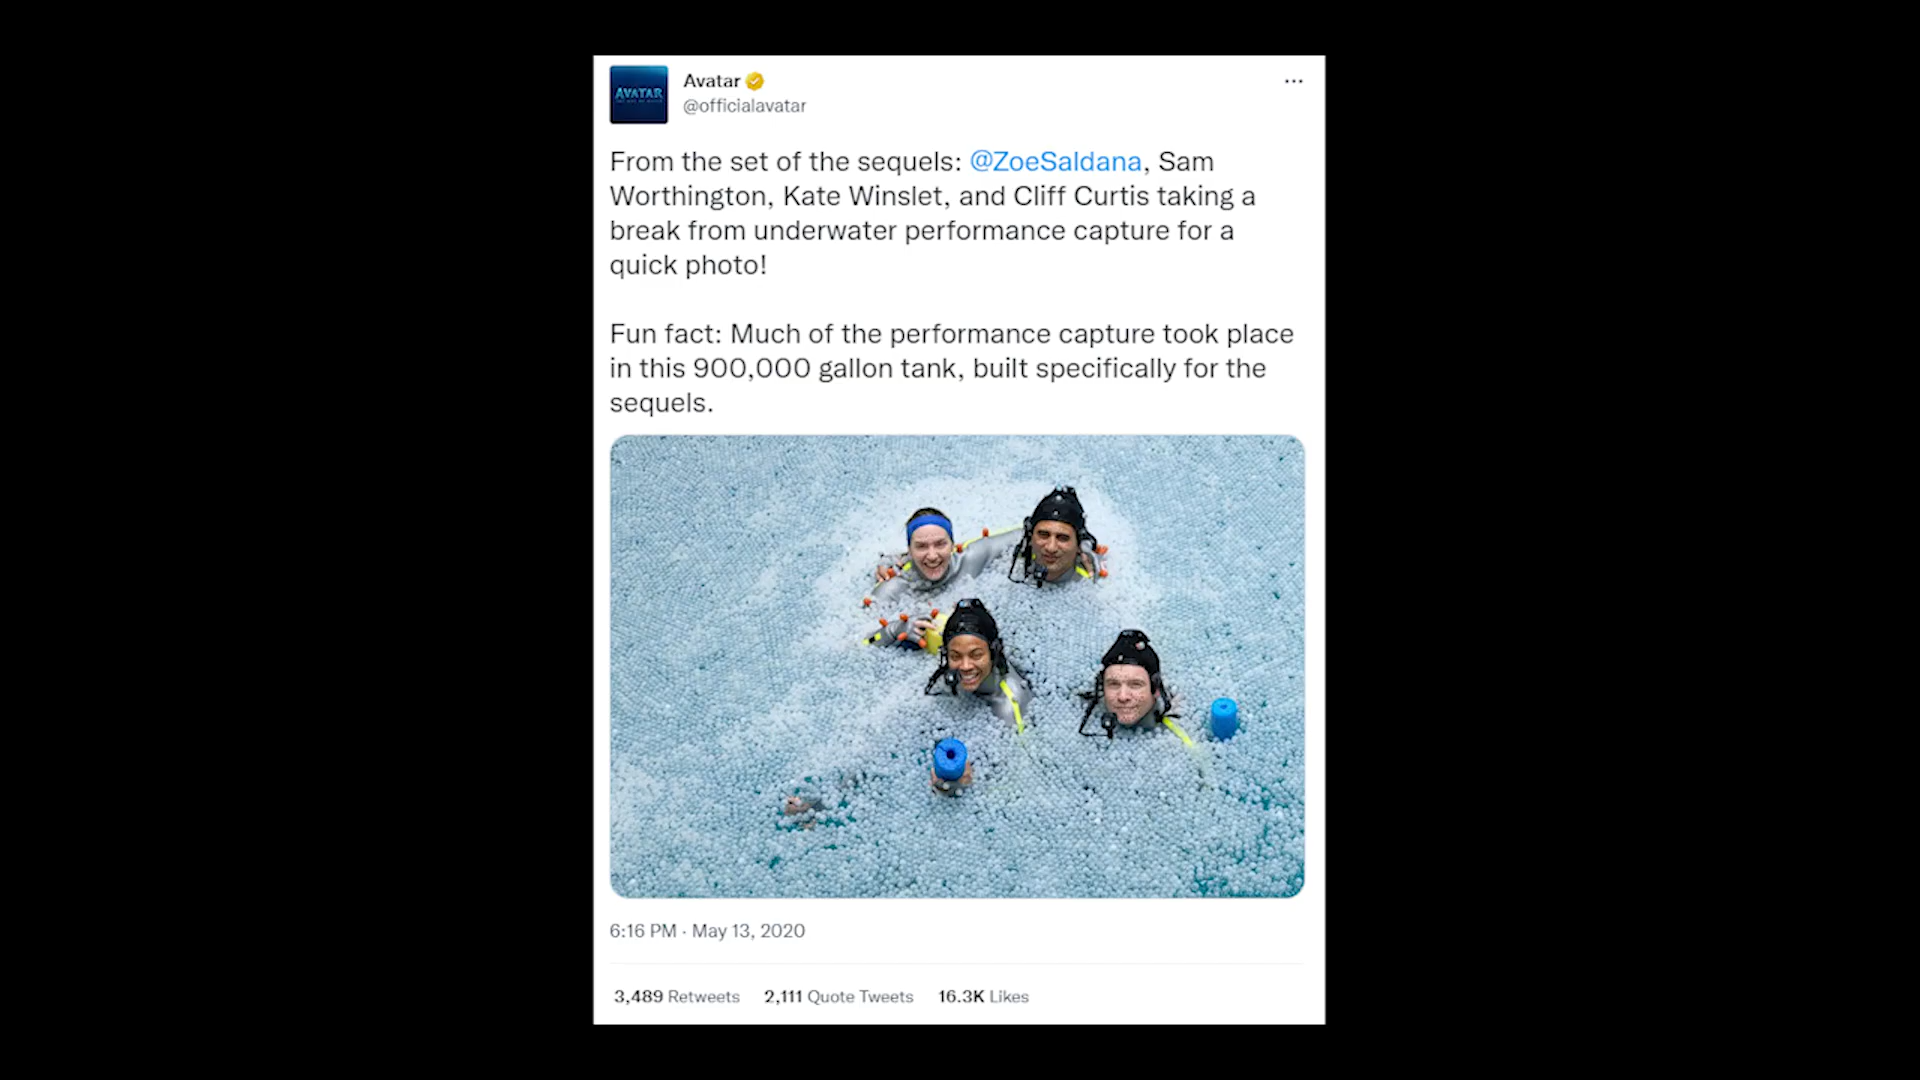 AVATAR
Avatar
@officialavatar
From the set of the sequels: @ZoeSaldana, Sam
Worthington, Kate Winslet, and Cliff Curtis taking a
break from underwater performance capture for a
quick photo!
Fun fact: Much of the performance capture took place
in this 900,000 gallon tank, built specifically for the
sequels.
6:16 PM · May 13, 2020
3,489 Retweets 2,111 Quote Tweets 16.3K Likes